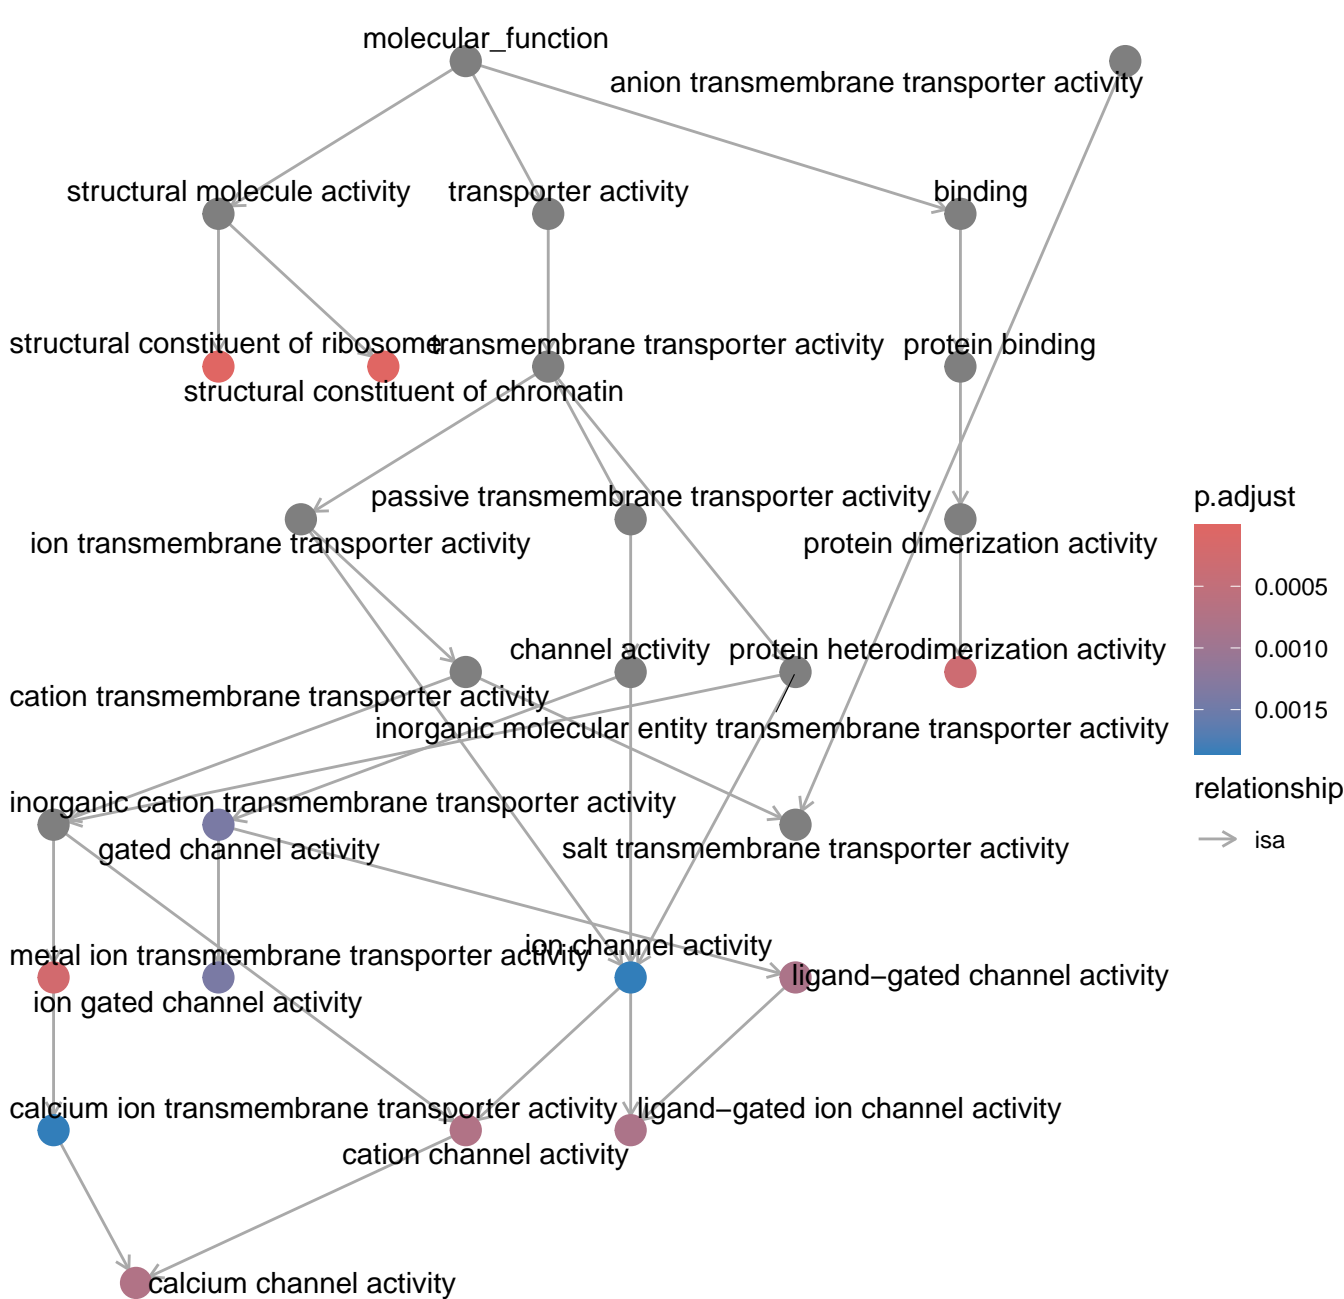 molecular_function
anion transmembrane transporter activity
structural molecule activity
transporter activity
binding
structural constituent of ribosome
transmembrane transporter activity
protein binding
structural constituent of chromatin
passive transmembrane transporter activity
ion transmembrane transporter activity
protein dimerization activity
channel activity
protein heterodimerization activity
cation transmembrane transporter activity
inorganic molecular entity transmembrane transporter activity
inorganic cation transmembrane transporter activity
gated channel activity
salt transmembrane transporter activity
ion channel activity
metal ion transmembrane transporter activity
ligand−gated channel activity
ion gated channel activity
calcium ion transmembrane transporter activity
ligand−gated ion channel activity
cation channel activity
calcium channel activity
p.adjust
0.0005
0.0010
0.0015
relationship
isa